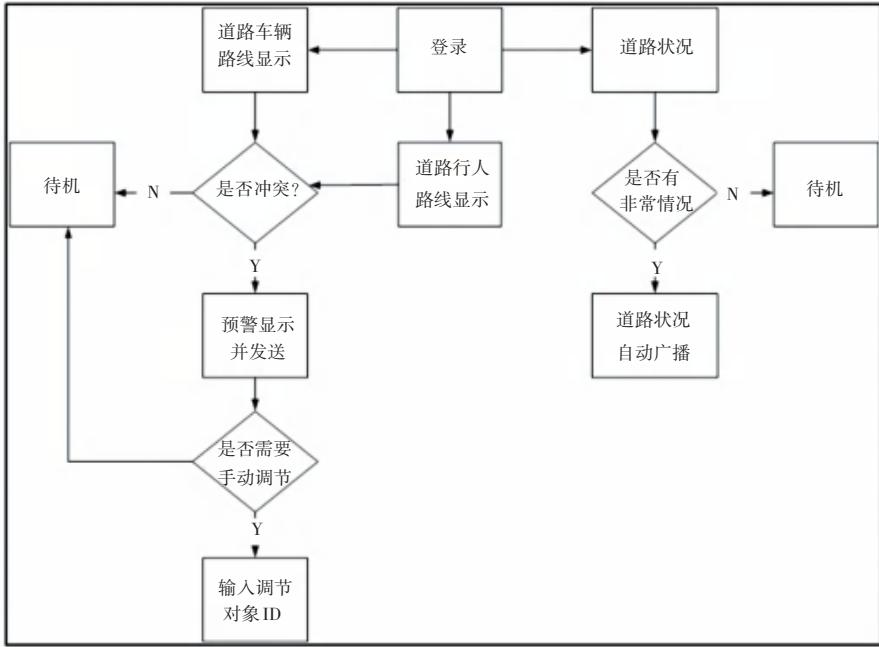 道路车辆
路线显示
登录
道路状况
待机
N
是否冲突?
道路行人
路线显示
是否有
非常情况
N
待机
Y
Y
预警显示
并发送
道路状况
自动广播
是否需要
手动调节
Y
输入调节
对象ID